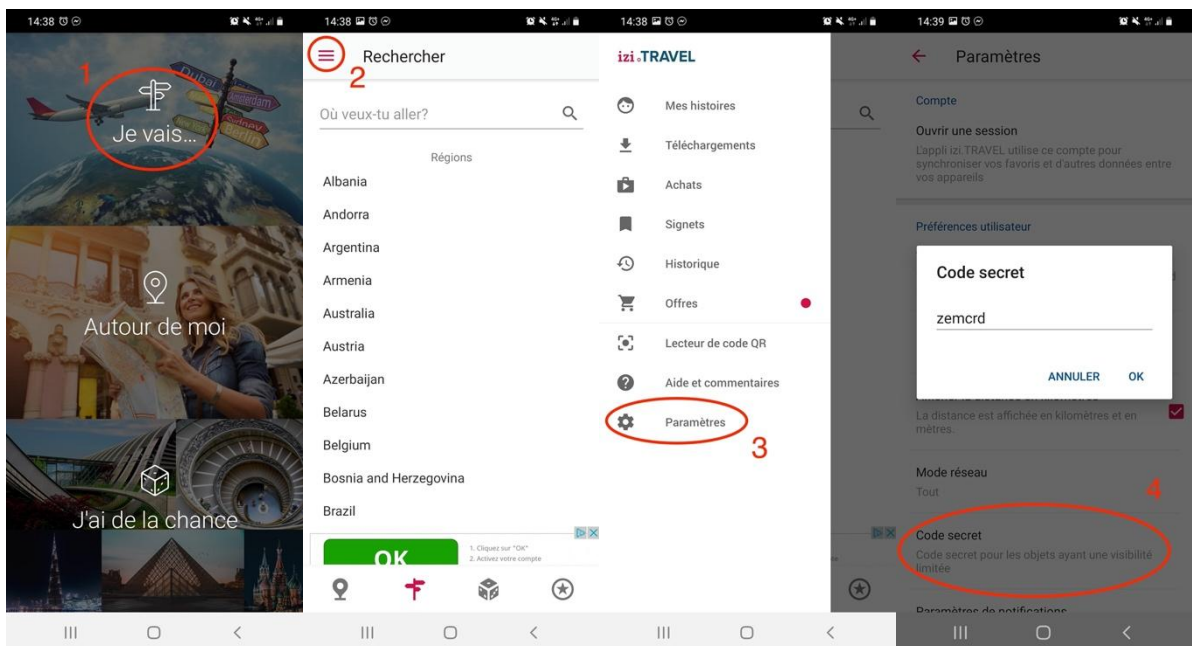 14:38
1
Dubai
Amsterdam
Sidney
New York
Berlin
Je vais...
Autour de moi
J'ai de la chance
14:38
Rechercher
2
Où veux-tu aller?
Régions
Albania
Andorra
Argentina
Armenia
Australia
Austria
Azerbaijan
Belarus
Belgium
Bosnia and Herzegovina
Brazil
OK
1. Cliquez sur "OK"
2. Activez votre compte
14:38
izi.TRAVEL
Mes histoires
Téléchargements
Achats
Signets
Historique
Offres
Lecteur de code QR
Aide et commentaires
Paramètres
3
14:39
Paramètres
Compte
Ouvrir une session
L'appli izi.TRAVEL utilise ce compte pour
synchroniser vos favoris et d'autres données entre
vos appareils
Préférences utilisateur
Code secret
zemcrd
ANNULER OK
La distance est affichée en kilomètres et en
mètres.
Mode réseau
Tout
4
Code secret
Code secret pour les objets ayant une visibilité
limitée
Paramètres de notifications